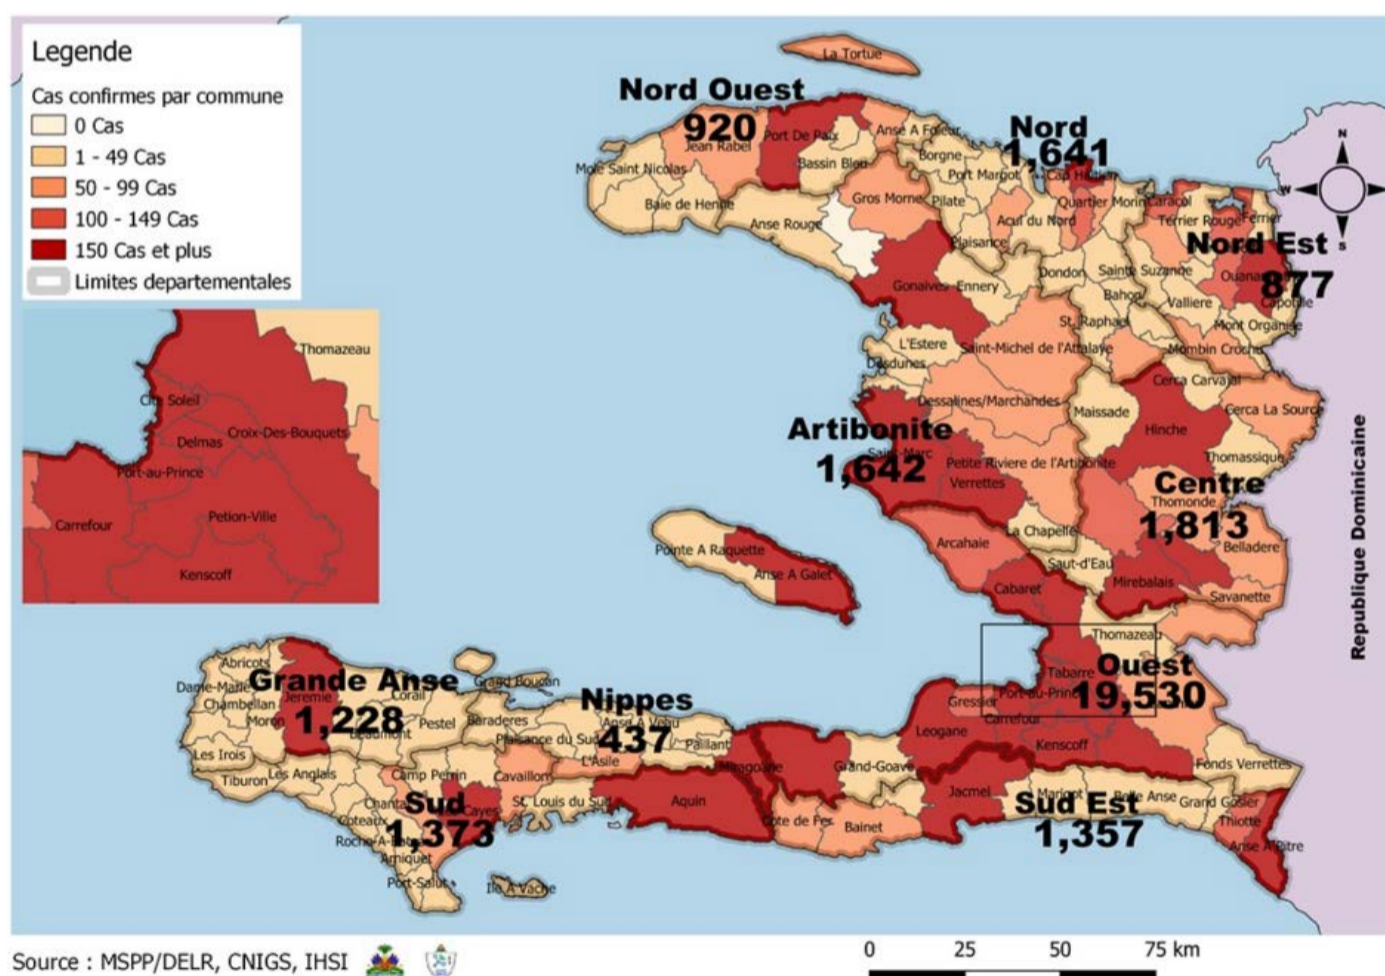 Legende
Cas confirmes par commune
0 Cas
1 - 49 Cas
50 - 99 Cas
100 - 149 Cas
150 Cas et plus
Limites departementales
Thomazeau
Cite Soleil
Delmas
Croix-Des-Bouquets
Port-au-Prince
Carrefour
Petion-Ville
Kenscoff
La Tortue
Nord Ouest
920
Port De Paix
Jean Rabel
Anse A Foleur
Mole Saint Nicolas
Bassin Bleu
Baie de Henne
Anse Rouge
Gros Morne
Nord
1,641
Borgne
Port Margot
Cap Haitien
Pilate
Quartier Morin
Caracol
Acul du Nord
Terrier Rouge
Ferrier
Plaisance
Nord Est
877
Capotille
Dondon
Sainte Suzanne
Bahon
Valliere
St. Raphael
Mont Organise
Mombin Crochu
Gonaives
Ennery
L'Estere
Desdunes
Saint-Michel de l'Attalaye
Dessalines/Marchandes
Artibonite
1,642
Petite Riviere de l'Artibonite
Verrettes
La Chapelle
Cerca Carvajal
Maissade
Cerca La Source
Hinche
Thomassique
Centre
1,813
Thomonde
Belladere
Saut-d'Eau
Mirebalais
Savanette
Pointe A Raquette
Anse A Galet
Arcahaie
Cabaret
Thomazeau
Tabarre
Ouest
19,530
Port-au-Prince
Gressier
Carrefour
Leogane
Kenscoff
Grand-Goave
Fonds Verrettes
Abricots
Dame-Marie
Chambellan
Grande Anse
1,228
Jeremie
Corail
Moron
Beaumont
Pestel
Les Irois
Grand Boucan
Baraderes
Nippes
437
Anse A Veau
Plaisance du Sud
Paillant
L'Asile
Miragoane
Tiburon
Les Anglais
Camp Perrin
Cavaillon
Sud
1,373
Cayes
St. Louis du Sud
Aquin
Coteaux
Arniquet
Port-Salut
Ile A Vache
Jacmel
Sud Est
1,357
Marigot
Belle Anse
Grand Gosier
Thiotte
Anse A Pitre
Cote de Fer
Bainet
Republique Dominicaine
N
W
S
Source : MSPP/DELR, CNIGS, IHSI
0 25 50 75 km